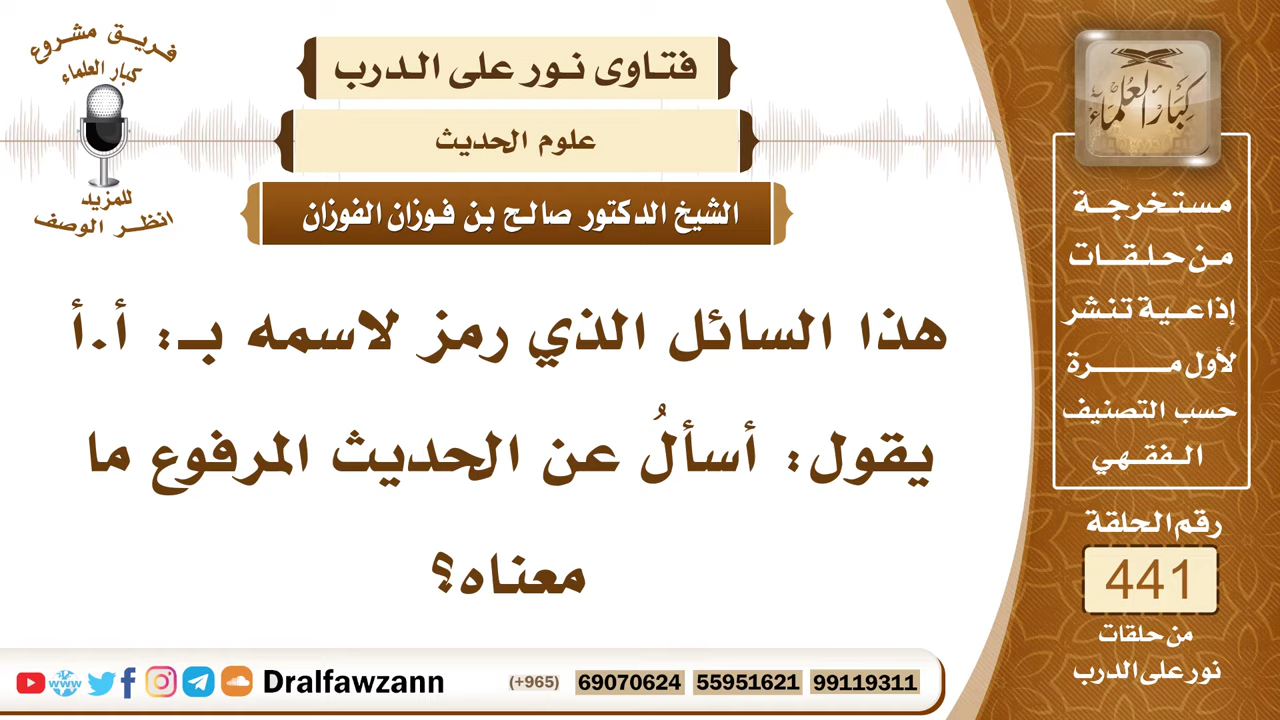 فريق مشروع
كبار العلماء
للمزيد
انظر الوصف
فتاوى نور على الدرب
علوم الحديث
الشيخ الدكتور صالح بن فوزان الفوزان
هذا السائل الذي رمز لاسمه بـ: أ.أ
يقول: أسألُ عن الحديث المرفوع ما
معناه؟
كبار العلماء
مستخرجة
من حلقات
إذاعية تنشر
لأول مرة
حسب التصنيف
الفقهي
رقم الحلقة
441
من حلقات
نور على الدرب
www
Dralfawzann
(+965) 69070624 55951621 99119311